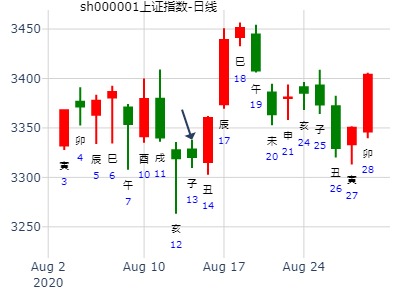 sh000001上证指数-日线
3450
3400
3350
3300
3250
寅
3
卯
4
辰
5
巳
6
午
7
酉
10
戌
11
亥
12
子
13
丑
14
辰
17
巳
18
午
19
未
20
申
21
亥
24
子
25
丑
26
寅
27
卯
28
Aug 2
2020
Aug 10
Aug 17
Aug 24